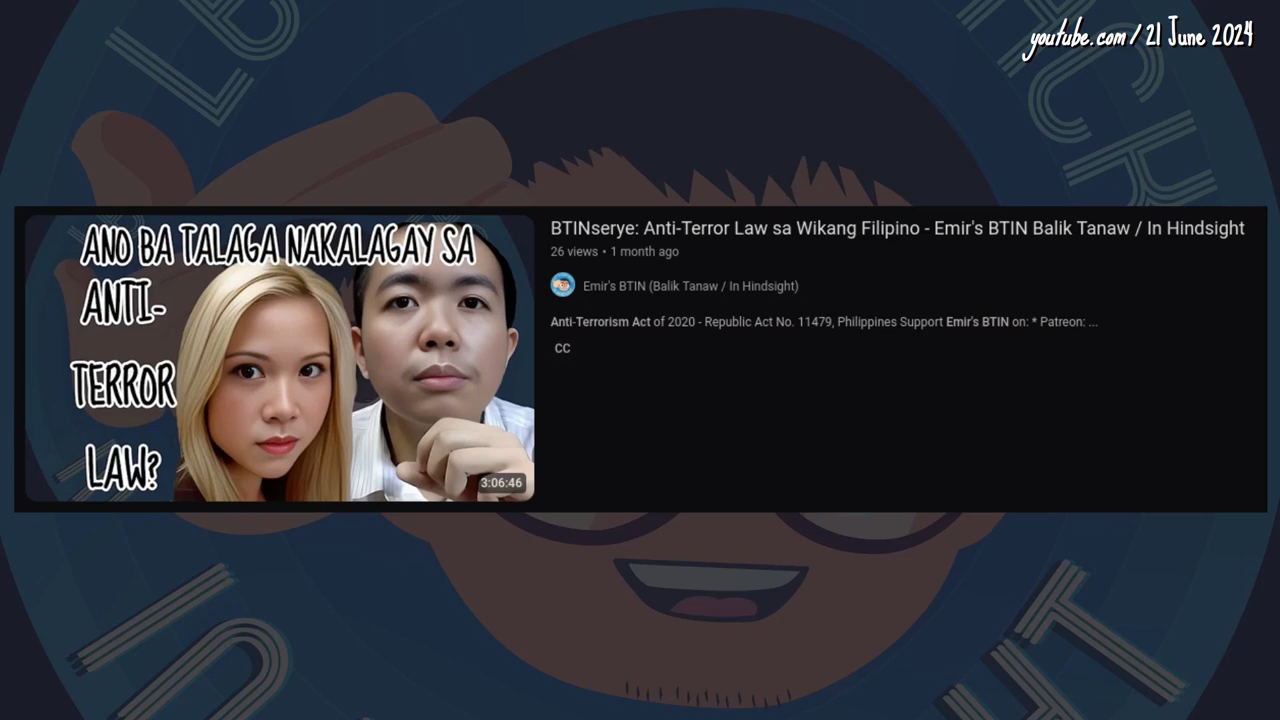 youtube.com / 21 June 2024
ANO BA TALAGA NAKALAGAY SA
ANTI-
TERROR
LAW?
3:06:46
BTINserye: Anti-Terror Law sa Wikang Filipino - Emir's BTIN Balik Tanaw / In Hindsight
26 views • 1 month ago
Emir's BTIN (Balik Tanaw / In Hindsight)
Anti-Terrorism Act of 2020 - Republic Act No. 11479, Philippines Support Emir's BTIN on: * Patreon: ...
CC